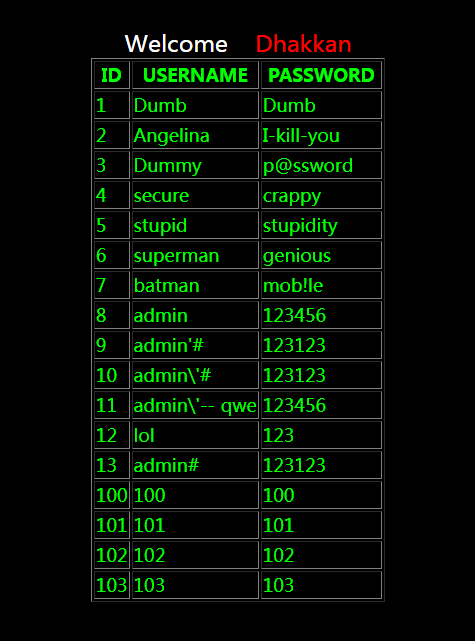 Welcome Dhakkan
ID USERNAME PASSWORD
1 Dumb Dumb
2 Angelina I-kill-you
3 Dummy p@ssword
4 secure crappy
5 stupid stupidity
6 superman genious
7 batman mob!le
8 admin 123456
9 admin'# 123123
10 admin\'# 123123
11 admin\'-- qwe 123456
12 lol 123
13 admin# 123123
100 100 100
101 101 101
102 102 102
103 103 103